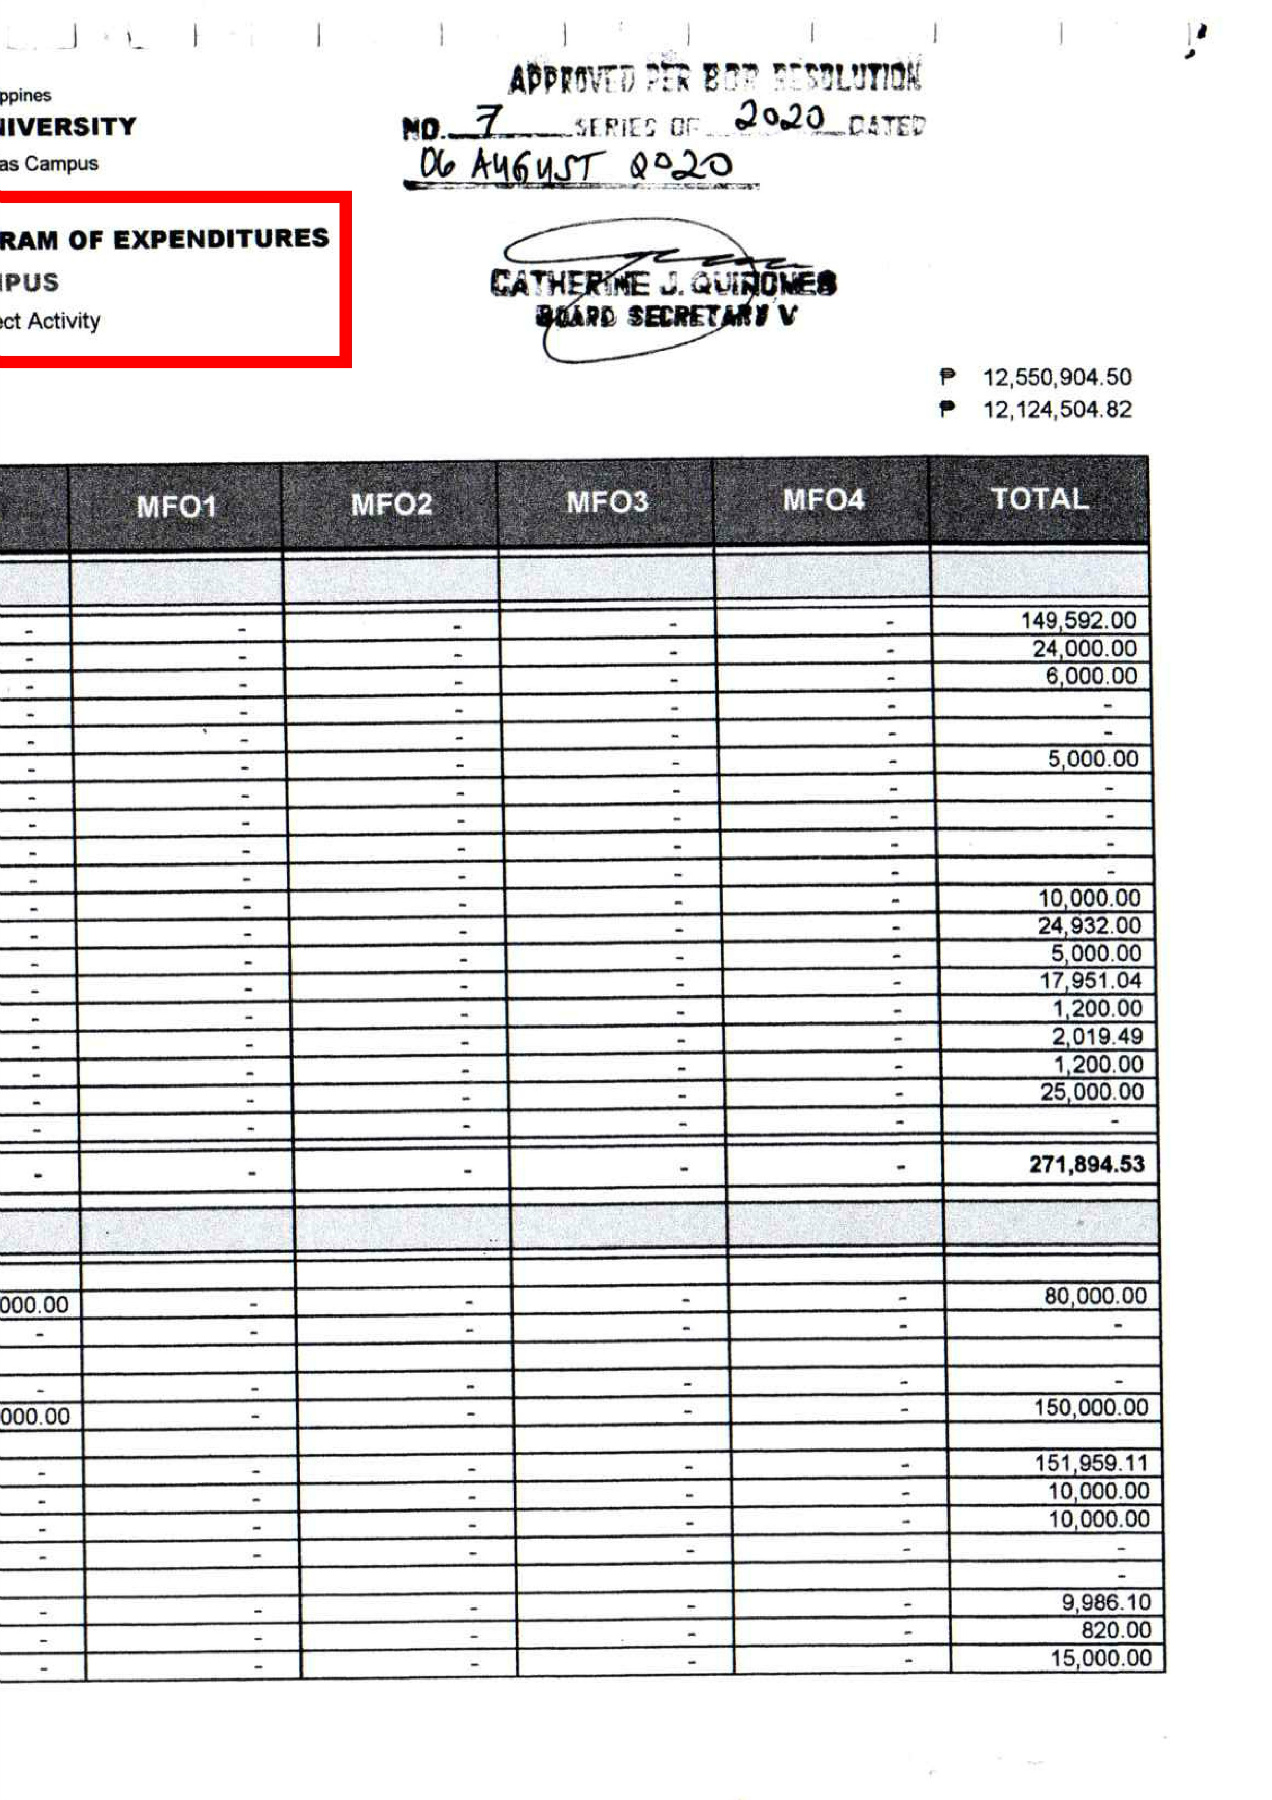 APPROVED PER BOR RESOLUTION
NO. 7 SERIES OF 2020 DATED
06 AUGUST 2020
ppines
NIVERSITY
as Campus
RAM OF EXPENDITURES
IPUS
ect Activity
CATHERINE J. QUIÑONES
BOARD SECRETARY V
₱ 12,550,904.50
₱ 12,124,504.82
MFO1 MFO2 MFO3 MFO4 TOTAL
- - - - - 149,592.00
- - - - - 24,000.00
- - - - - 6,000.00
- - - - - -
- - - - - -
- - - - - 5,000.00
- - - - - -
- - - - - -
- - - - - -
- - - - - -
- - - - - 10,000.00
- - - - - 24,932.00
- - - - - 5,000.00
- - - - - 17,951.04
- - - - - 1,200.00
- - - - - 2,019.49
- - - - - 1,200.00
- - - - - 25,000.00
- - - - - -
- - - - - 271,894.53
000.00 - - - - 80,000.00
- - - - - -
- - - - - -
000.00 - - - - 150,000.00
- - - - - 151,959.11
- - - - - 10,000.00
- - - - - 10,000.00
- - - - - -
-
- - - - - 9,986.10
- - - - - 820.00
- - - - - 15,000.00